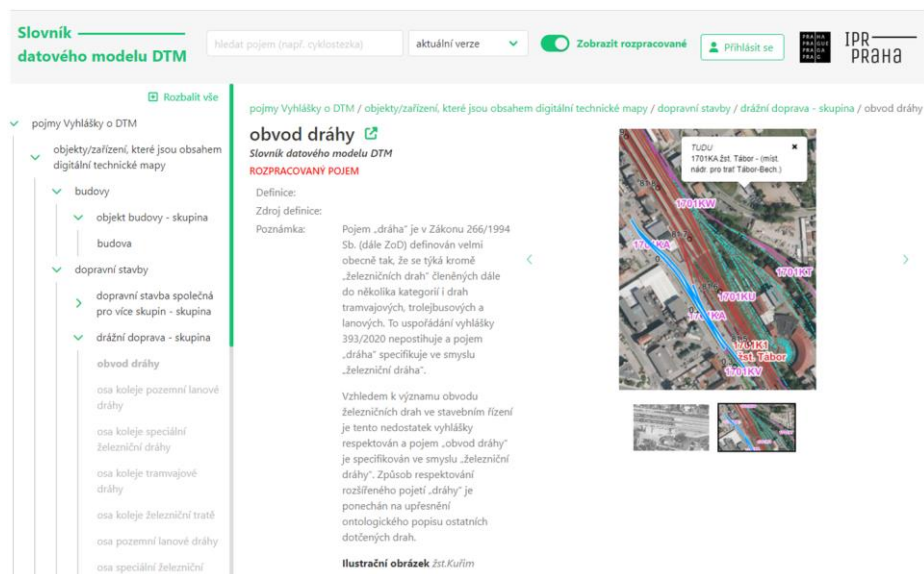 Slovník
datového modelu DTM
hledat pojem (např. cyklostezka)
aktuální verze
Zobrazit rozpracované
Přihlásit se
PRA HA
PRA GUE
PRA GA
PRA G
IPR
PRAHA
Rozbalit vše
pojmy Vyhlášky o DTM
objekty/zařízení, které jsou obsahem
digitální technické mapy
budovy
objekt budovy - skupina
budova
dopravní stavby
dopravní stavba společná
pro více skupin - skupina
drážní doprava - skupina
obvod dráhy
osa koleje pozemní lanové
dráhy
osa koleje speciální
železniční dráhy
osa koleje tramvajové
dráhy
osa koleje železniční tratě
osa pozemní lanové dráhy
osa speciální železniční
pojmy Vyhlášky o DTM / objekty/zařízení, které jsou obsahem digitální technické mapy / dopravní stavby / drážní doprava - skupina / obvod dráhy
obvod dráhy
Slovník datového modelu DTM
ROZPRACOVANÝ POJEM
Definice:
Zdroj definice:
Poznámka:
Pojem „dráha" je v Zákonu 266/1994
Sb. (dále ZoD) definován velmi
obecně tak, že se týká kromě
„železničních drah" členěných dále
do několika kategorií i drah
tramvajových, trolejbusových a
lanových. To uspořádání vyhlášky
393/2020 nepostihuje a pojem
„dráha" specifikuje ve smyslu
„železniční dráha".
Vzhledem k významu obvodu
železničních drah ve stavebním řízení
je tento nedostatek vyhlášky
respektován a pojem „obvod dráhy"
je specifikován ve smyslu „železniční
dráhy". Způsob respektování
rozšířeného pojetí „dráhy" je
ponechán na upřesnění
ontologického popisu ostatních
dotčených drah.
Ilustrační obrázek žst.Kuřim
TUDU
1701KA žst. Tábor - (míst.
nádr. pro trať Tábor-Bech.)
1701KW
1701KA
1701KT
1701KU
1701KA
1701K1
žst. Tábor
1701KV